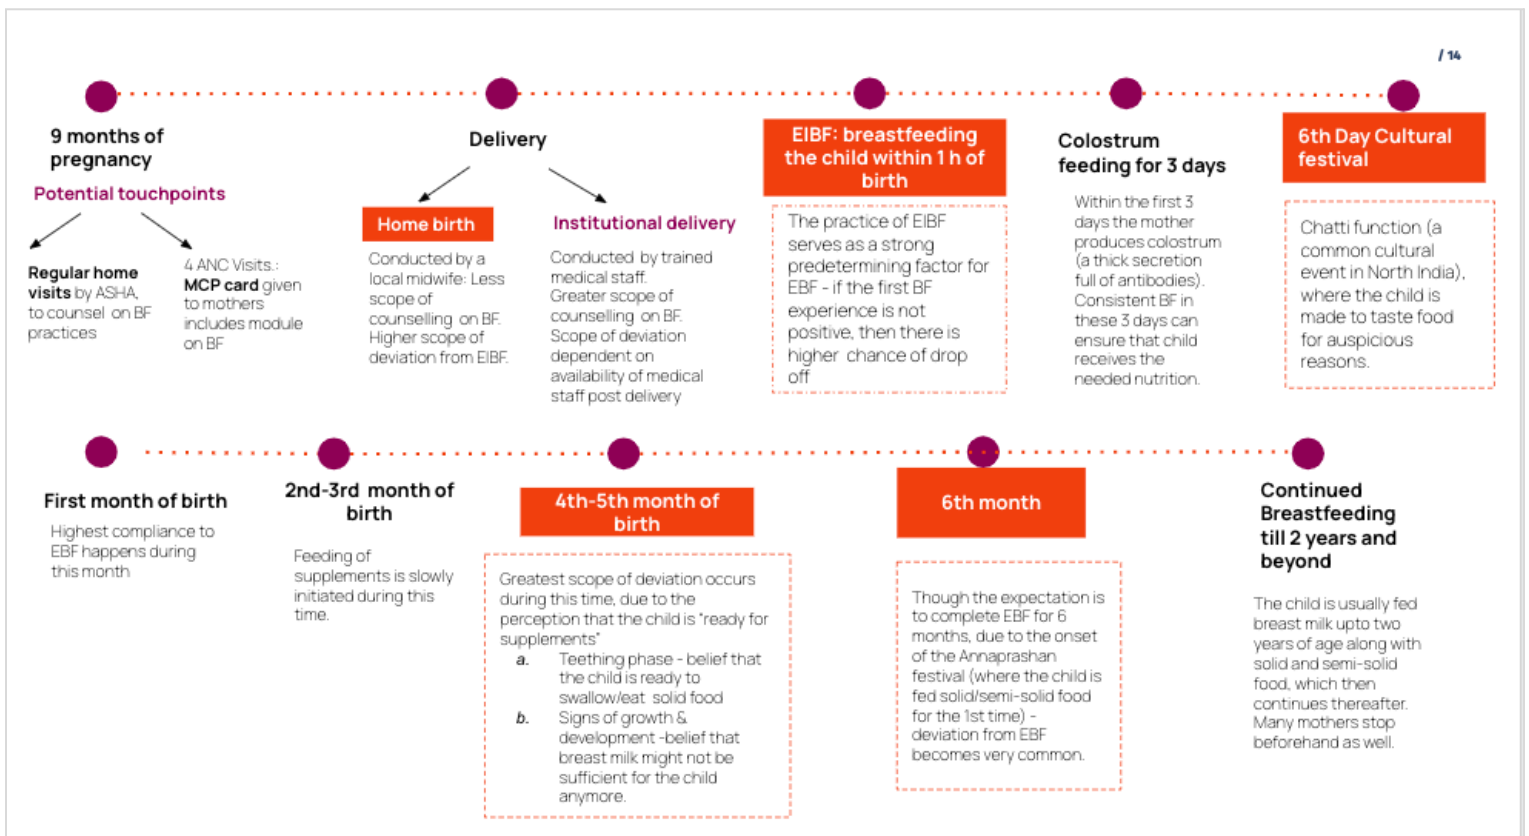 / 14
9 months of
pregnancy
Potential touchpoints
Regular home
visits by ASHA,
to counsel on BF
practices
4 ANC Visits.:
MCP card given
to mothers
includes module
on BF
Delivery
Home birth
Conducted by a
local midwife: Less
scope of
counselling on BF.
Higher scope of
deviation from EIBF.
Institutional delivery
Conducted by trained
medical staff.
Greater scope of
counselling on BF.
Scope of deviation
dependent on
availability of medical
staff post delivery
EIBF: breastfeeding
the child within 1 h of
birth
The practice of EIBF
serves as a strong
predetermining factor for
EBF - if the first BF
experience is not
positive, then there is
higher chance of drop
off
Colostrum
feeding for 3 days
Within the first 3
days the mother
produces colostrum
(a thick secretion
full of antibodies).
Consistent BF in
these 3 days can
ensure that child
receives the
needed nutrition.
6th Day Cultural
festival
Chatti function (a
common cultural
event in North India),
where the child is
made to taste food
for auspicious
reasons.
First month of birth
Highest compliance to
EBF happens during
this month
2nd-3rd month of
birth
Feeding of
supplements is slowly
initiated during this
time.
4th-5th month of
birth
Greatest scope of deviation occurs
during this time, due to the
perception that the child is "ready for
supplements"
a. Teething phase - belief that
the child is ready to
swallow/eat solid food
b. Signs of growth &
development -belief that
breast milk might not be
sufficient for the child
anymore.
6th month
Though the expectation is
to complete EBF for 6
months, due to the onset
of the Annaprashan
festival (where the child is
fed solid/semi-solid food
for the 1st time) -
deviation from EBF
becomes very common.
Continued
Breastfeeding
till 2 years and
beyond
The child is usually fed
breast milk upto two
years of age along with
solid and semi-solid
food, which then
continues thereafter.
Many mothers stop
beforehand as well.